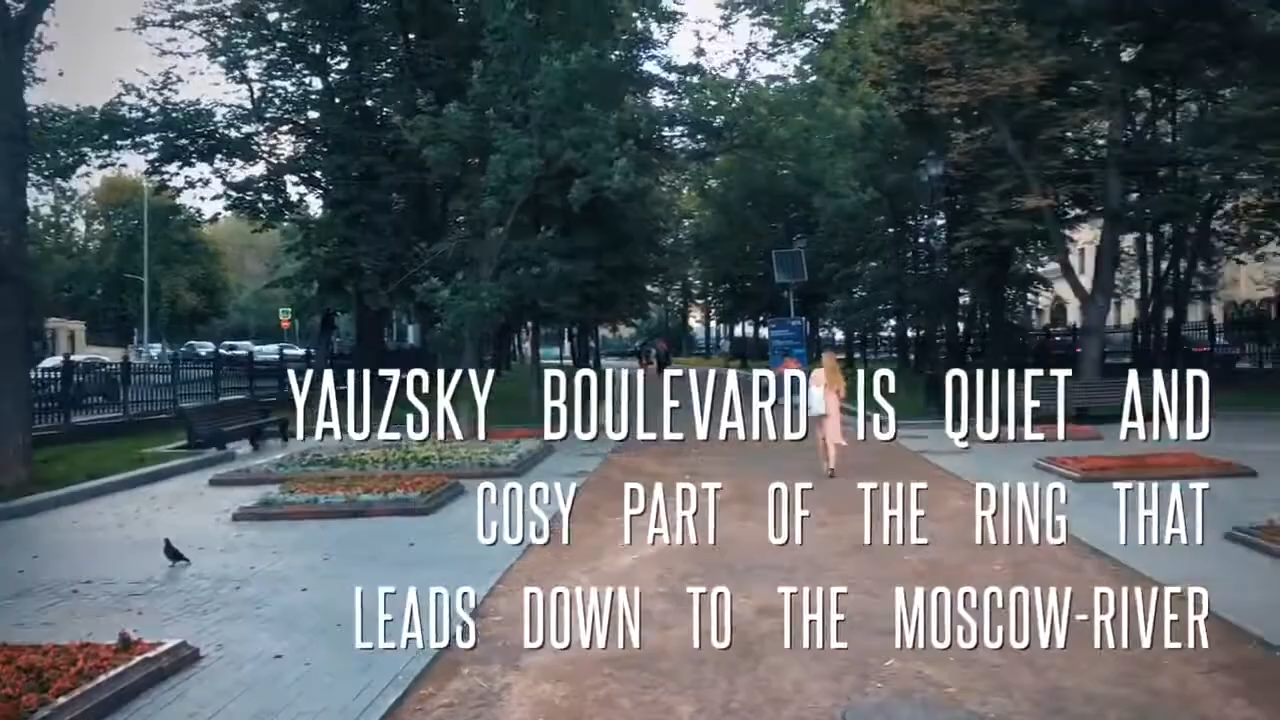 YAUZSKY BOULEVARD IS QUIET AND
COSY PART OF THE RING THAT
LEADS DOWN TO THE MOSCOW-RIVER